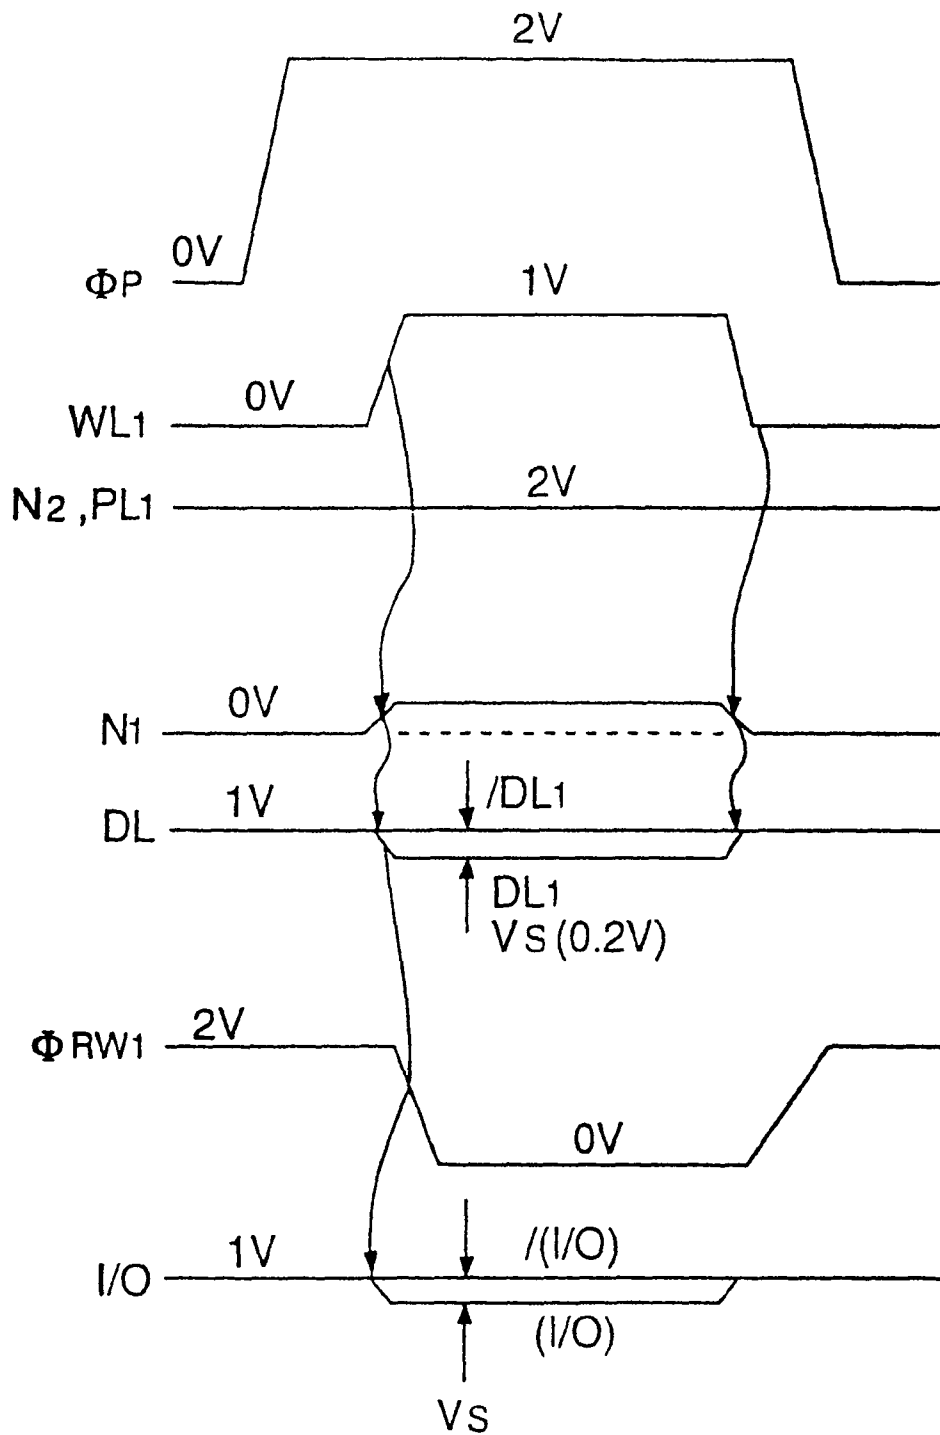 2V
0V
ΦP
1V
0V
WL1
2V
N2,PL1
0V
N1
1V
/DL1
DL
DL1
VS(0.2V)
2V
ΦRW1
0V
1V
/(I/O)
I/O
(I/O)
VS